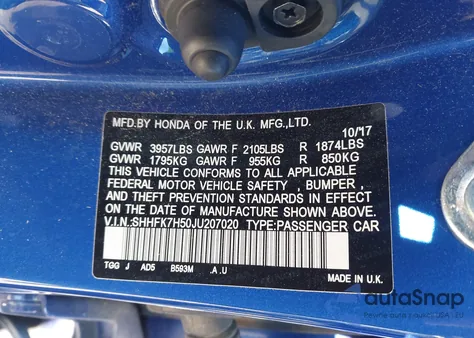 MFD.BY HONDA OF THE U.K. MFG.,LTD.
10/17
GVWR 3957LBS GAWR F 2105LBS R 1874LBS
GVWR 1795KG GAWR F 955KG R 850KG
THIS VEHICLE CONFORMS TO ALL APPLICABLE
FEDERAL MOTOR VEHICLE SAFETY , BUMPER ,
AND THEFT PREVENTION STANDARDS IN EFFECT
ON THE DATE OF MANUFACTURE SHOWN ABOVE.
V.I.N.:SHHFK7H50JU207020 TYPE:PASSENGER CAR
TGG J AD5 B593M .A .U
MADE IN U.K.
autoSnap